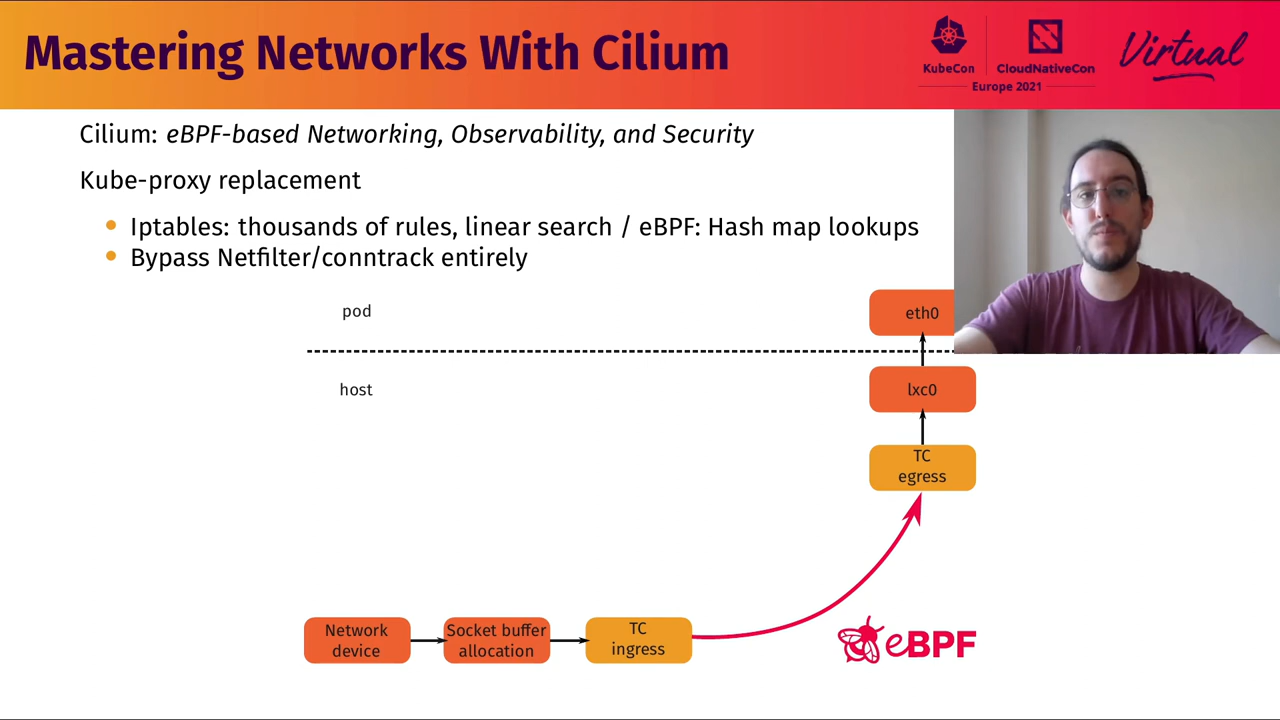 Mastering Networks With Cilium
KubeCon
CloudNativeCon
Europe 2021
Virtual
Cilium: eBPF-based Networking, Observability, and Security
Kube-proxy replacement
• Iptables: thousands of rules, linear search / eBPF: Hash map lookups
• Bypass Netfilter/conntrack entirely
pod
eth0
host
lxc0
TC
egress
Network
device
Socket buffer
allocation
TC
ingress
eBPF